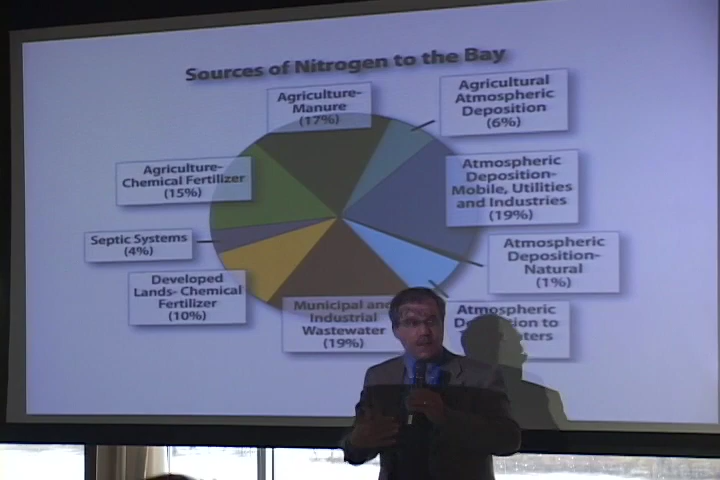 Sources of Nitrogen to the Bay
Agriculture-
Manure
(17%)
Agricultural
Atmospheric
Deposition
(6%)
Agriculture-
Chemical Fertilizer
(15%)
Atmospheric
Deposition-
Mobile, Utilities
and Industries
(19%)
Septic Systems
(4%)
Atmospheric
Deposition-
Natural
(1%)
Developed
Lands- Chemical
Fertilizer
(10%)
Municipal and
Industrial
Wastewater
(19%)
Atmospheric
to